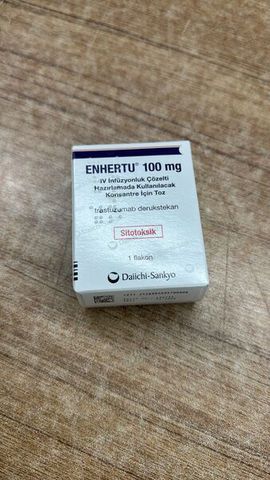 ENHERTU® 100 mg
IV İnfüzyonluk Çözelti
Hazırlamada Kullanılacak
Konsantre İçin Toz
trastuzumab derukstekan
Sitotoksik
1 flakon
Daiichi-Sankyo